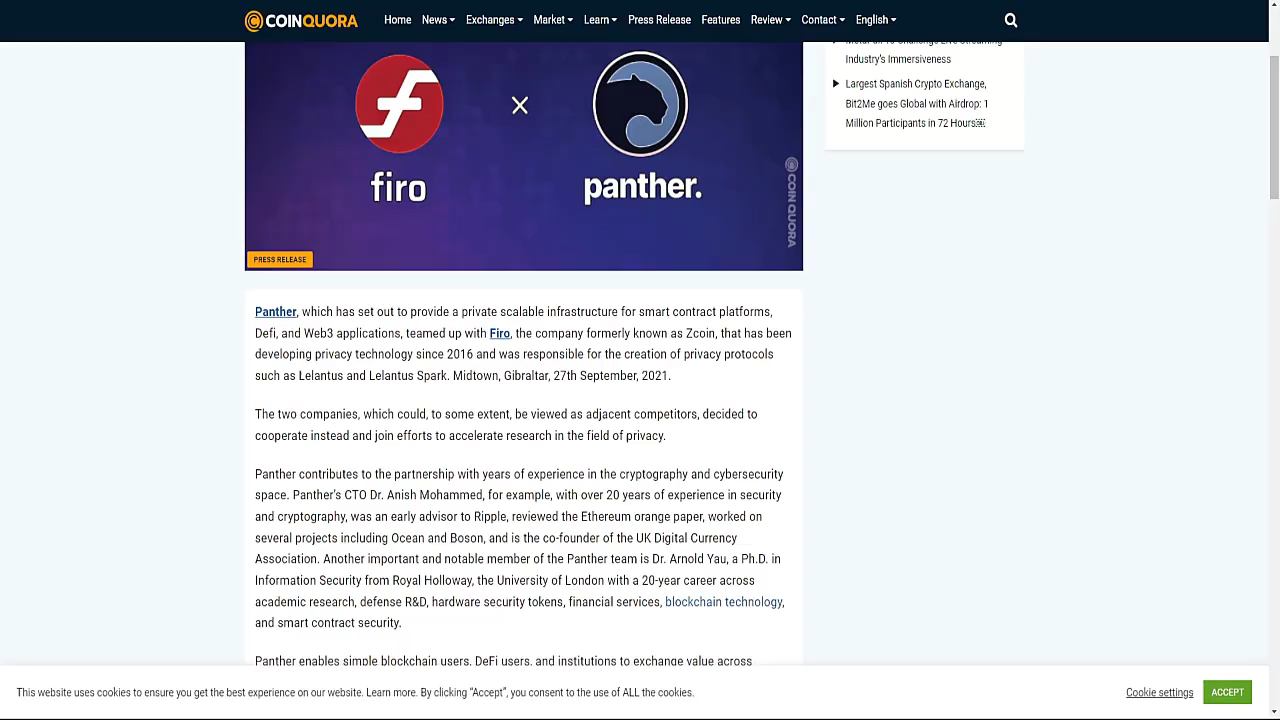 COINQUORA Home News Exchanges Market Learn Press Release Features Review Contact English
Industry's Immersiveness
Largest Spanish Crypto Exchange,
Bit2Me goes Global with Airdrop: 1
Million Participants in 72 Hours
firo
panther.
COIN QUORA
PRESS RELEASE
Panther, which has set out to provide a private scalable infrastructure for smart contract platforms,
Defi, and Web3 applications, teamed up with Firo, the company formerly known as Zcoin, that has been
developing privacy technology since 2016 and was responsible for the creation of privacy protocols
such as Lelantus and Lelantus Spark. Midtown, Gibraltar, 27th September, 2021.
The two companies, which could, to some extent, be viewed as adjacent competitors, decided to
cooperate instead and join efforts to accelerate research in the field of privacy.
Panther contributes to the partnership with years of experience in the cryptography and cybersecurity
space. Panther's CTO Dr. Anish Mohammed, for example, with over 20 years of experience in security
and cryptography, was an early advisor to Ripple, reviewed the Ethereum orange paper, worked on
several projects including Ocean and Boson, and is the co-founder of the UK Digital Currency
Association. Another important and notable member of the Panther team is Dr. Arnold Yau, a Ph.D. in
Information Security from Royal Holloway, the University of London with a 20-year career across
academic research, defense R&D, hardware security tokens, financial services, blockchain technology,
and smart contract security.
Panther enables simple blockchain users, DeFi users, and institutions to exchange value across
This website uses cookies to ensure you get the best experience on our website. Learn more. By clicking “Accept”, you consent to the use of ALL the cookies.
Cookie settings
ACCEPT